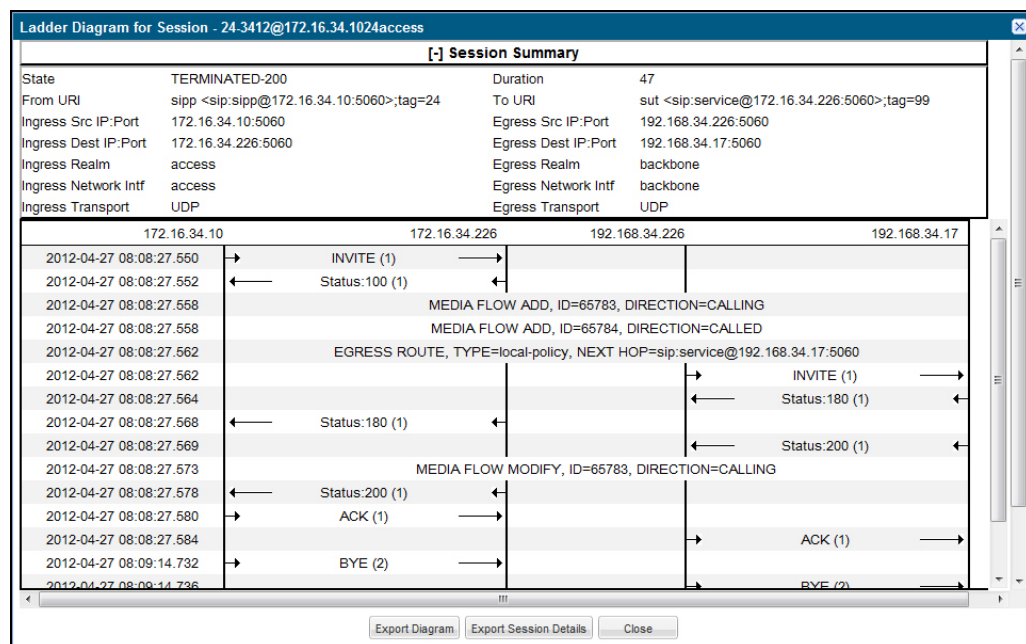 Ladder Diagram for Session - 24-3412@172.16.34.1024access
[-] Session Summary
State TERMINATED-200 Duration 47
From URI sipp <sip:sipp@172.16.34.10:5060>;tag=24 To URI sut <sip:service@172.16.34.226:5060>;tag=99
Ingress Src IP:Port 172.16.34.10:5060 Egress Src IP:Port 192.168.34.226:5060
Ingress Dest IP:Port 172.16.34.226:5060 Egress Dest IP:Port 192.168.34.17:5060
Ingress Realm access Egress Realm backbone
Ingress Network Intf access Egress Network Intf backbone
Ingress Transport UDP Egress Transport UDP
172.16.34.10 172.16.34.226 192.168.34.226 192.168.34.17
2012-04-27 08:08:27.550 INVITE (1)
2012-04-27 08:08:27.552 Status:100 (1)
2012-04-27 08:08:27.558 MEDIA FLOW ADD, ID=65783, DIRECTION=CALLING
2012-04-27 08:08:27.558 MEDIA FLOW ADD, ID=65784, DIRECTION=CALLED
2012-04-27 08:08:27.562 EGRESS ROUTE, TYPE=local-policy, NEXT HOP=sip:service@192.168.34.17:5060
2012-04-27 08:08:27.562 INVITE (1)
2012-04-27 08:08:27.564 Status:180 (1)
2012-04-27 08:08:27.568 Status:180 (1)
2012-04-27 08:08:27.569 Status:200 (1)
2012-04-27 08:08:27.573 MEDIA FLOW MODIFY, ID=65783, DIRECTION=CALLING
2012-04-27 08:08:27.578 Status:200 (1)
2012-04-27 08:08:27.580 ACK (1)
2012-04-27 08:08:27.584 ACK (1)
2012-04-27 08:09:14.732 BYE (2)
2012-04-27 08:09:14.736 BYE (2)
Export Diagram Export Session Details Close